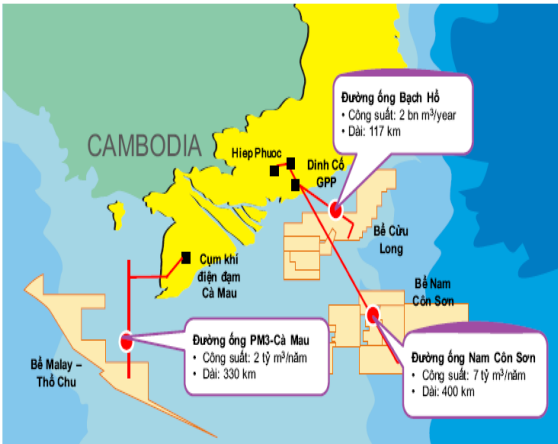 Đường ống Bạch Hổ
• Công suất: 2 bn m³/year
• Dài: 117 km
CAMBODIA
Hiep Phuoc
Dinh Cố
GPP
Bể Cửu
Long
Cụm khí
điện đạm
Cà Mau
Bể Nam
Côn Sơn
Đường ống PM3-Cà Mau
• Công suất: 2 tỷ m³/năm
• Dài: 330 km
Bể Malay –
Thổ Chu
Đường ống Nam Côn Sơn
• Công suất: 7 tỷ m³/năm
• Dài: 400 km